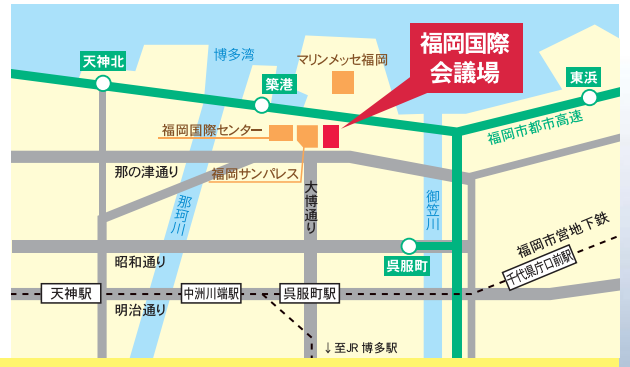 福岡国際
会議場
天神北
博多湾
マリンメッセ福岡
築港
東浜
福岡市都市高速
福岡国際センター
那の津通り
福岡サンパレス
大博通り
那珂川
御笠川
昭和通り
呉服町
福岡市営地下鉄
千代県庁口前駅
天神駅
中洲川端駅
呉服町駅
明治通り
↓至JR 博多駅